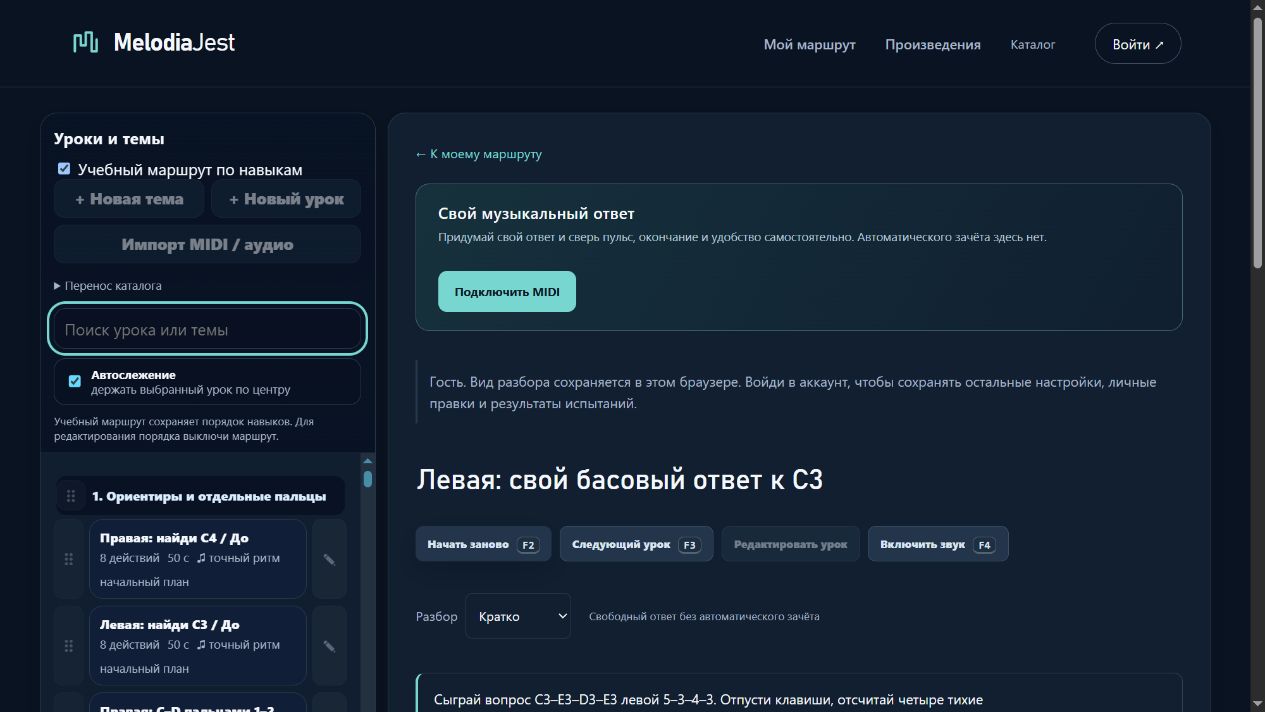 MelodiaJest
Мой маршрут
Произведения
Каталог
Войти ↗
Уроки и темы
Учебный маршрут по навыкам
+ Новая тема
+ Новый урок
Импорт MIDI / аудио
▶ Перенос каталога
Поиск урока или темы
Автослежение
держать выбранный урок по центру
Учебный маршрут сохраняет порядок навыков. Для
редактирования порядка выключи маршрут.
1. Ориентиры и отдельные пальцы
Правая: найди C4 / До
8 действий 50 с ♫ точный ритм
начальный план
Левая: найди C3 / До
8 действий 50 с ♫ точный ритм
начальный план
Правая: C–D пальцами 1–2
← К моему маршруту
Свой музыкальный ответ
Придумай свой ответ и сверь пульс, окончание и удобство самостоятельно. Автоматического зачёта здесь нет.
Подключить MIDI
Гость. Вид разбора сохраняется в этом браузере. Войди в аккаунт, чтобы сохранять остальные настройки, личные
правки и результаты испытаний.
Левая: свой басовый ответ к C3
Начать заново F2
Следующий урок F3
Редактировать урок
Включить звук F4
Разбор
Кратко
Свободный ответ без автоматического зачёта
Сыграй вопрос C3–E3–D3–E3 левой 5–3–4–3. Отпусти клавиши, отсчитай четыре тихие